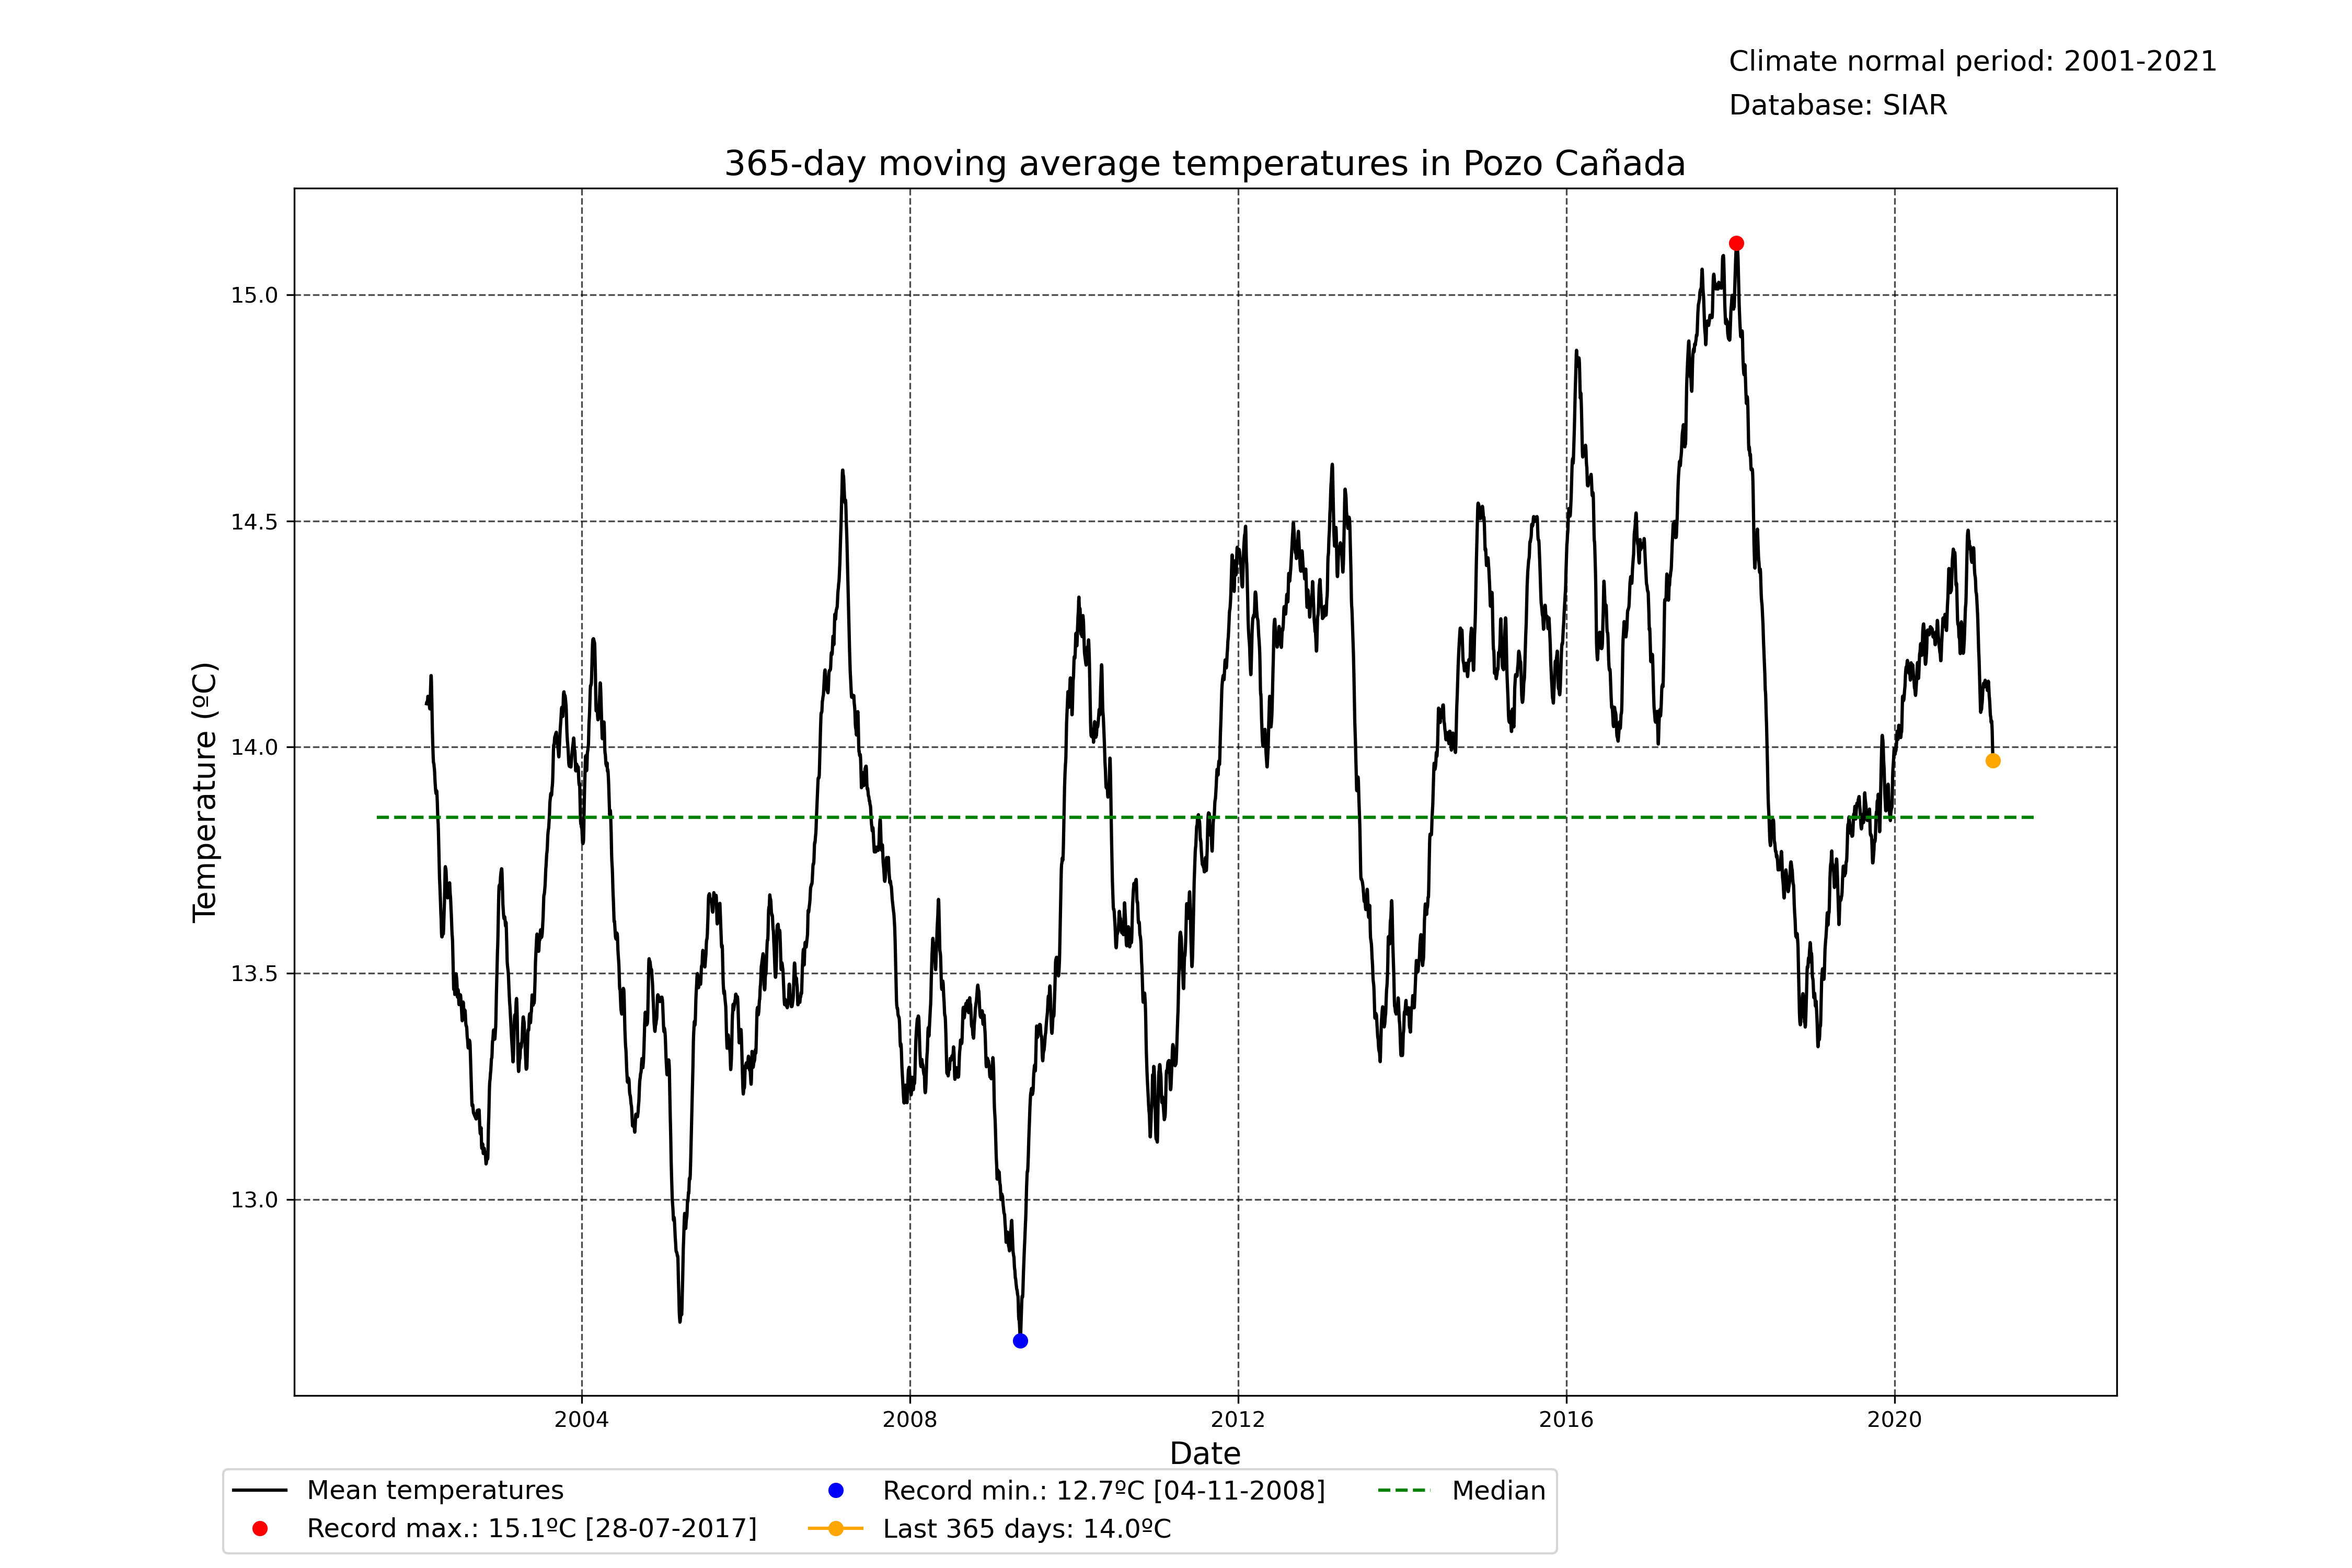 Climate normal period: 2001-2021
Database: SIAR
365-day moving average temperatures in Pozo Cañada
15.0
14.5
14.0
13.5
13.0
Temperature (ºC)
2004 2008 2012 2016 2020
Date
Mean temperatures
Record max.: 15.1ºC [28-07-2017]
Record min.: 12.7ºC [04-11-2008]
Last 365 days: 14.0ºC
Median